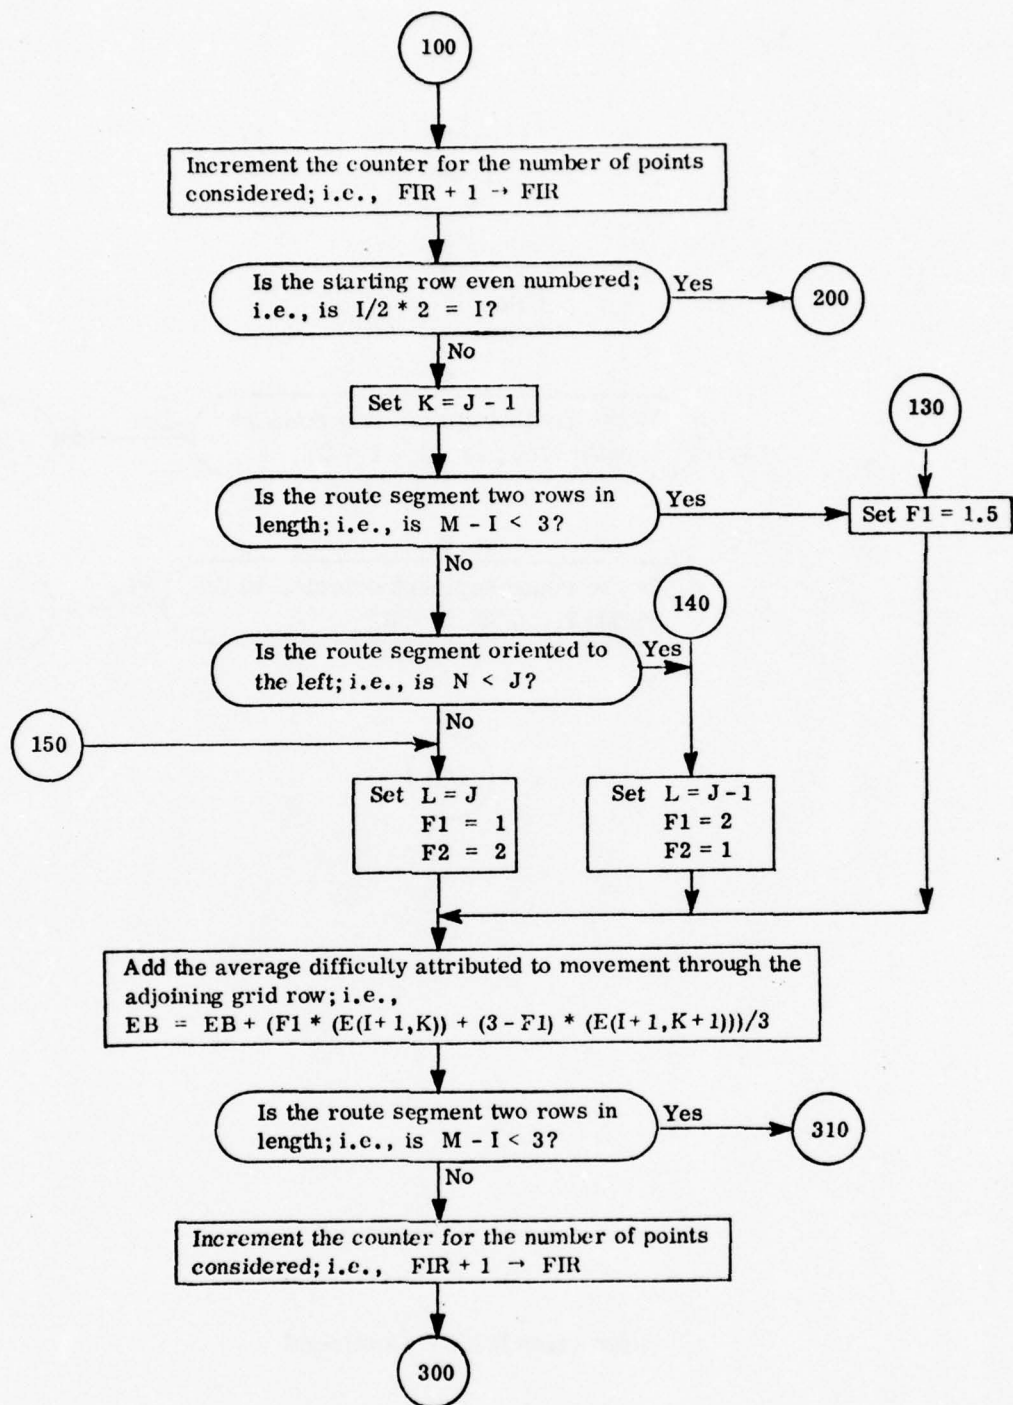 100
Increment the counter for the number of points
considered; i.e., FIR + 1 → FIR
Is the starting row even numbered;
i.e., is I/2 * 2 = I?
Yes
200
No
Set K = J - 1
130
Is the route segment two rows in
length; i.e., is M - I < 3?
Yes
Set F1 = 1.5
No
140
Is the route segment oriented to
the left; i.e., is N < J?
Yes
No
150
Set L = J
F1 = 1
F2 = 2
Set L = J-1
F1 = 2
F2 = 1
Add the average difficulty attributed to movement through the
adjoining grid row; i.e.,
EB = EB + (F1 * (E(I+1,K)) + (3-F1) * (E(I+1,K+1)))/3
Is the route segment two rows in
length; i.e., is M - I < 3?
Yes
310
No
Increment the counter for the number of points
considered; i.e., FIR + 1 → FIR
300